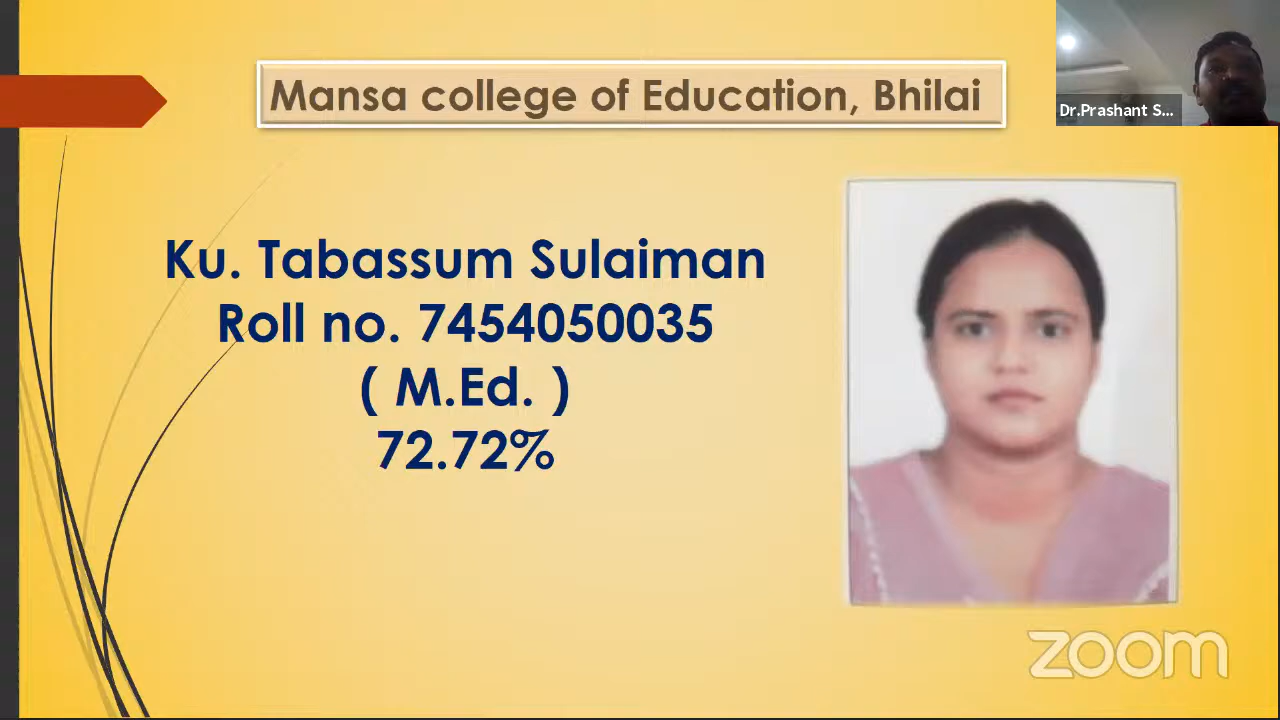 Mansa college of Education, Bhilai
Dr.Prashant S...
Ku. Tabassum Sulaiman
Roll no. 7454050035
( M.Ed. )
72.72%
zoom